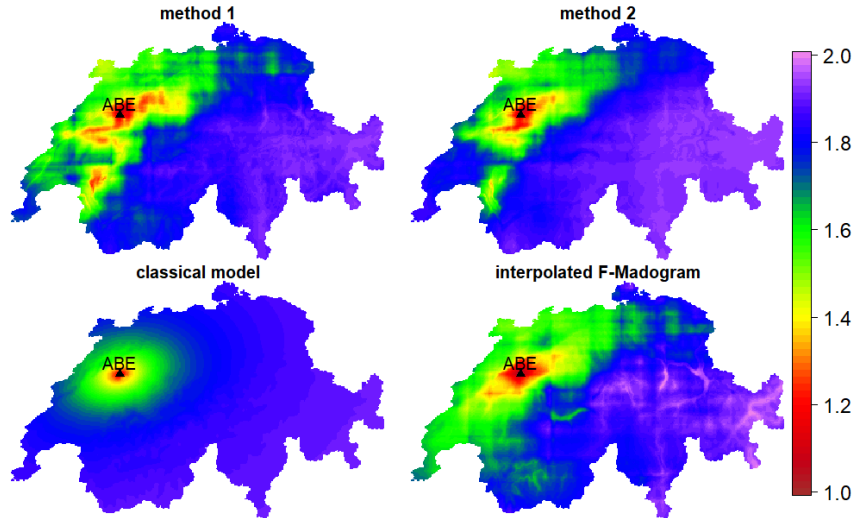 method 1
method 2
ABE
ABE
classical model
interpolated F-Madogram
ABE
ABE
2.0
1.8
1.6
1.4
1.2
1.0